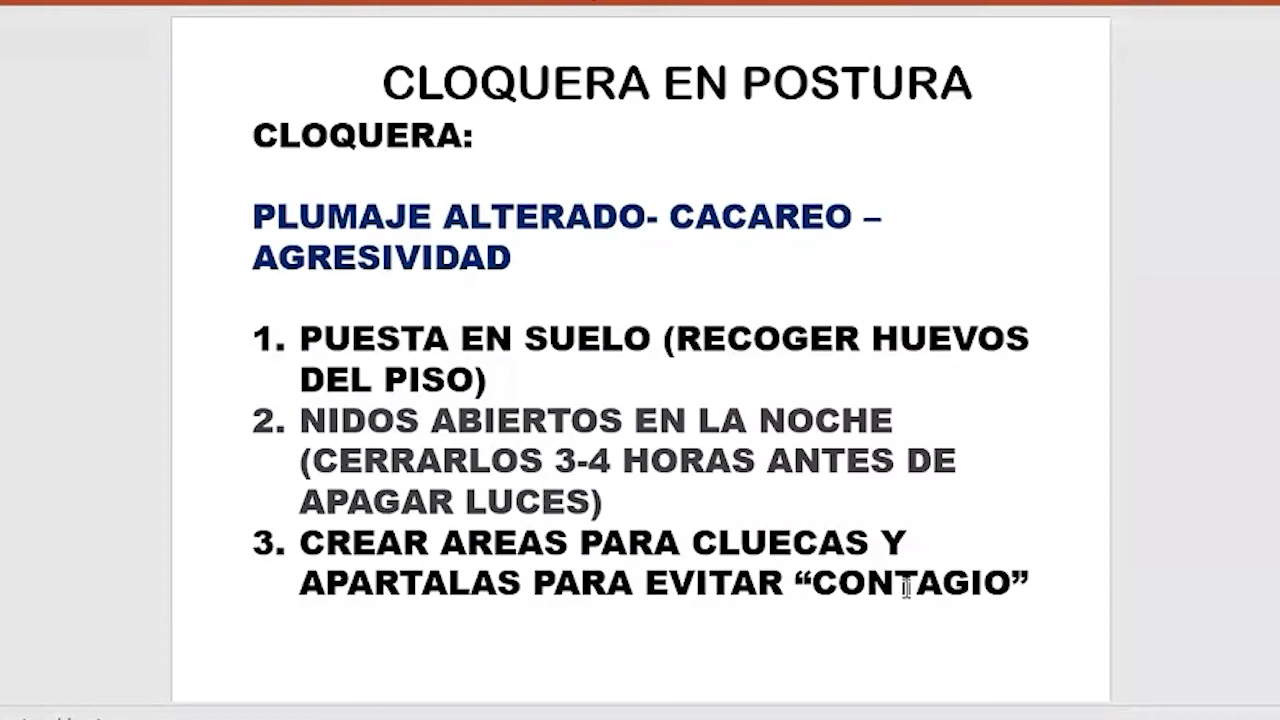 CLOQUERA EN POSTURA
CLOQUERA:
PLUMAJE ALTERADO- CACAREO –
AGRESIVIDAD
1. PUESTA EN SUELO (RECOGER HUEVOS
DEL PISO)
2. NIDOS ABIERTOS EN LA NOCHE
(CERRARLOS 3-4 HORAS ANTES DE
APAGAR LUCES)
3. CREAR AREAS PARA CLUECAS Y
APARTALAS PARA EVITAR “CONTAGIO”